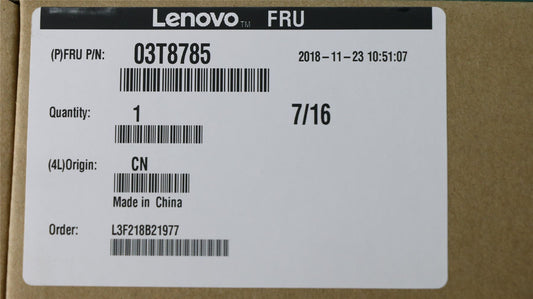 Lenovo™ FRU
(P)FRU P/N: 03T8785 2018-11-23 10:51:07
Quantity: 1 7/16
(4L)Origin: CN
Made in China
Order: L3F218B21977